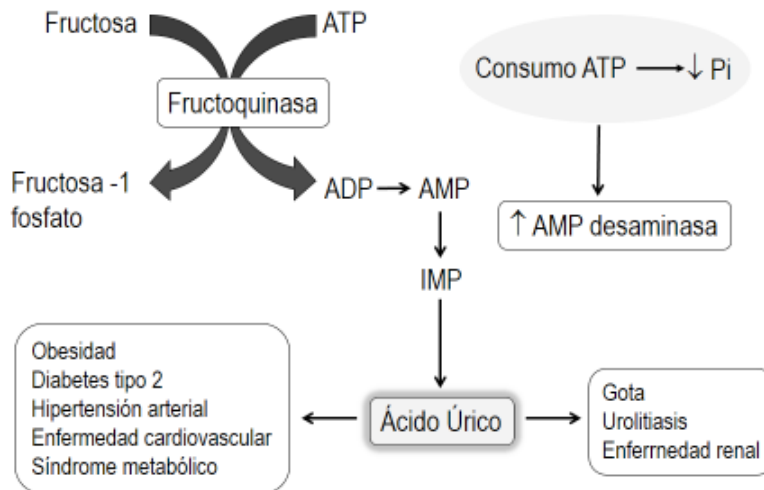 Fructosa
ATP
Consumo ATP → ↓ Pi
Fructoquinasa
Fructosa -1
fosfato
ADP → AMP
↑ AMP desaminasa
IMP
Obesidad
Diabetes tipo 2
Hipertensión arterial
Enfermedad cardiovascular
Síndrome metabólico
Ácido Úrico
Gota
Urolitiasis
Enferrnedad renal